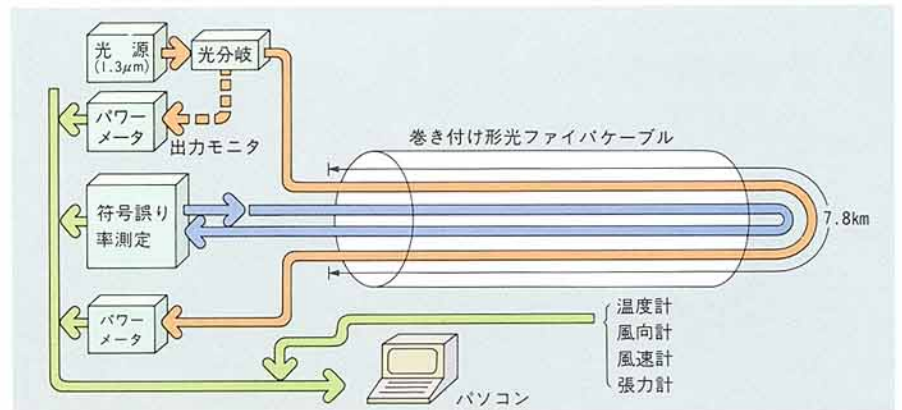 光　源
(1.3μm)
光分岐
パワー
メータ
出力モニタ
巻き付け形光ファイバケーブル
符号誤り
率測定
7.8km
パワー
メータ
温度計
風向計
風速計
張力計
パソコン